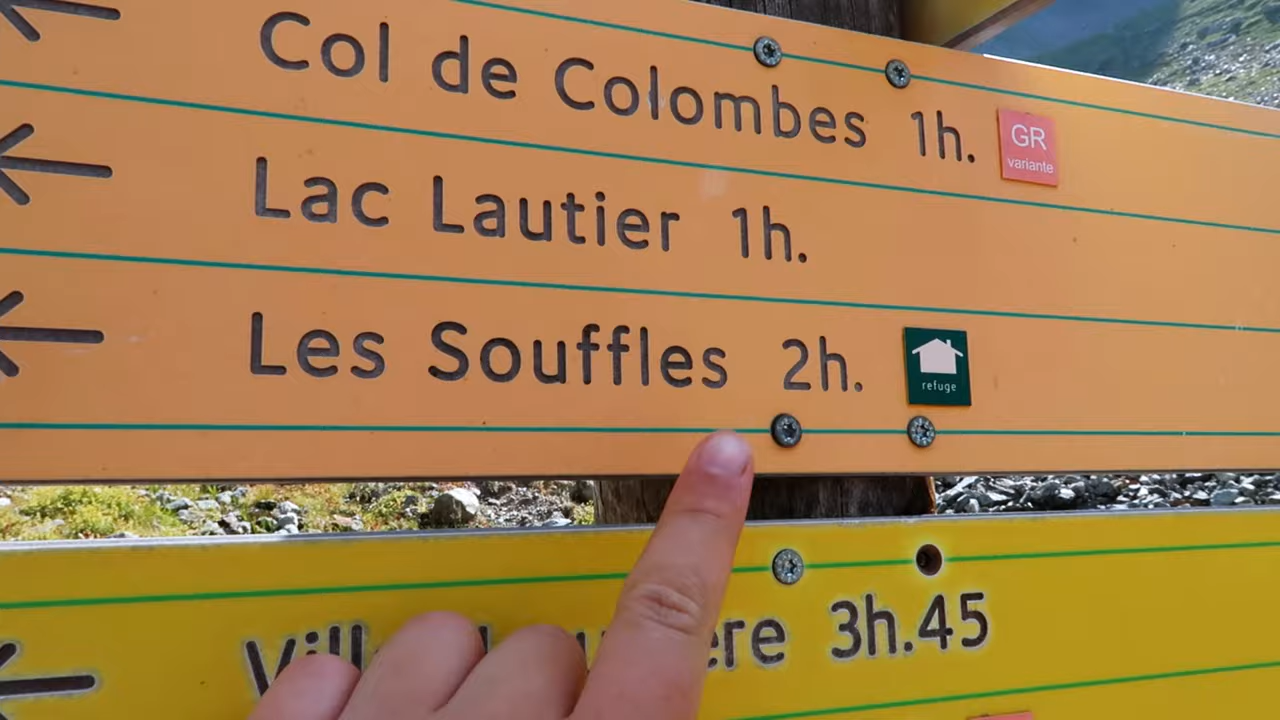 Col de Colombes 1h. GR variante
Lac Lautier 1h.
Les Souffles 2h. refuge
3h.45